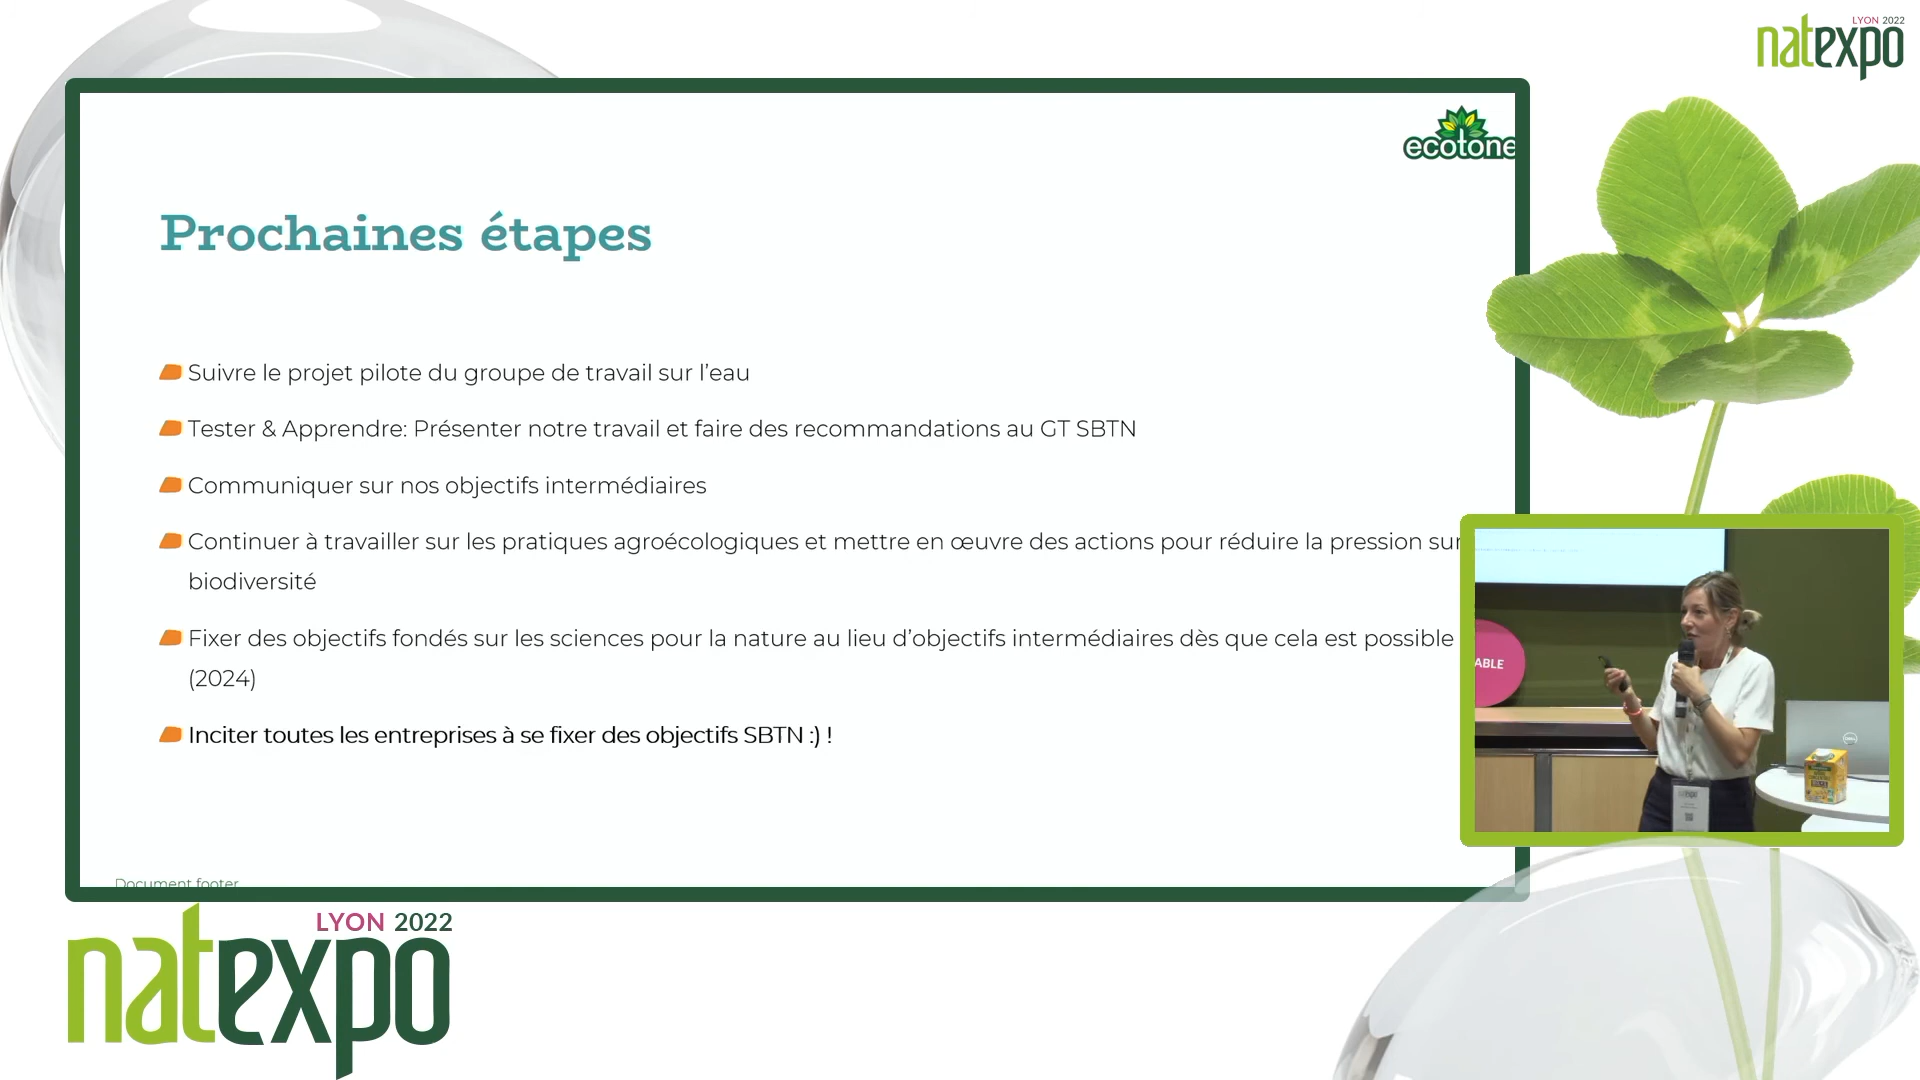 LYON 2022
natexpo
ecotone
Prochaines étapes
Suivre le projet pilote du groupe de travail sur l’eau
Tester & Apprendre: Présenter notre travail et faire des recommandations au GT SBTN
Communiquer sur nos objectifs intermédiaires
Continuer à travailler sur les pratiques agroécologiques et mettre en œuvre des actions pour réduire la pression sur
biodiversité
Fixer des objectifs fondés sur les sciences pour la nature au lieu d’objectifs intermédiaires dès que cela est possible
(2024)
Inciter toutes les entreprises à se fixer des objectifs SBTN :) !
ABLE
DELL
Document footer
LYON 2022
natexpo